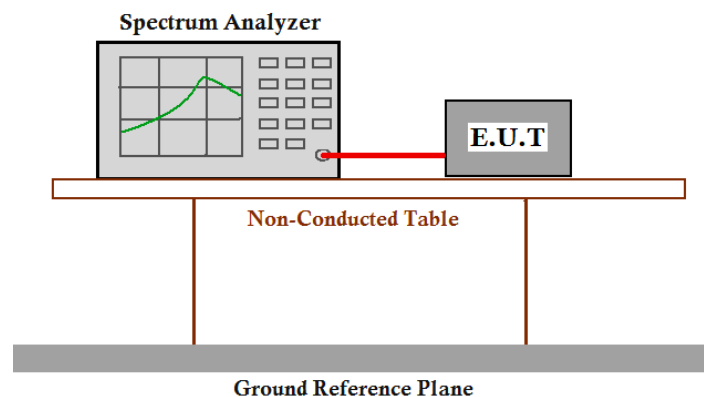 Spectrum Analyzer
E.U.T
Non-Conducted Table
Ground Reference Plane